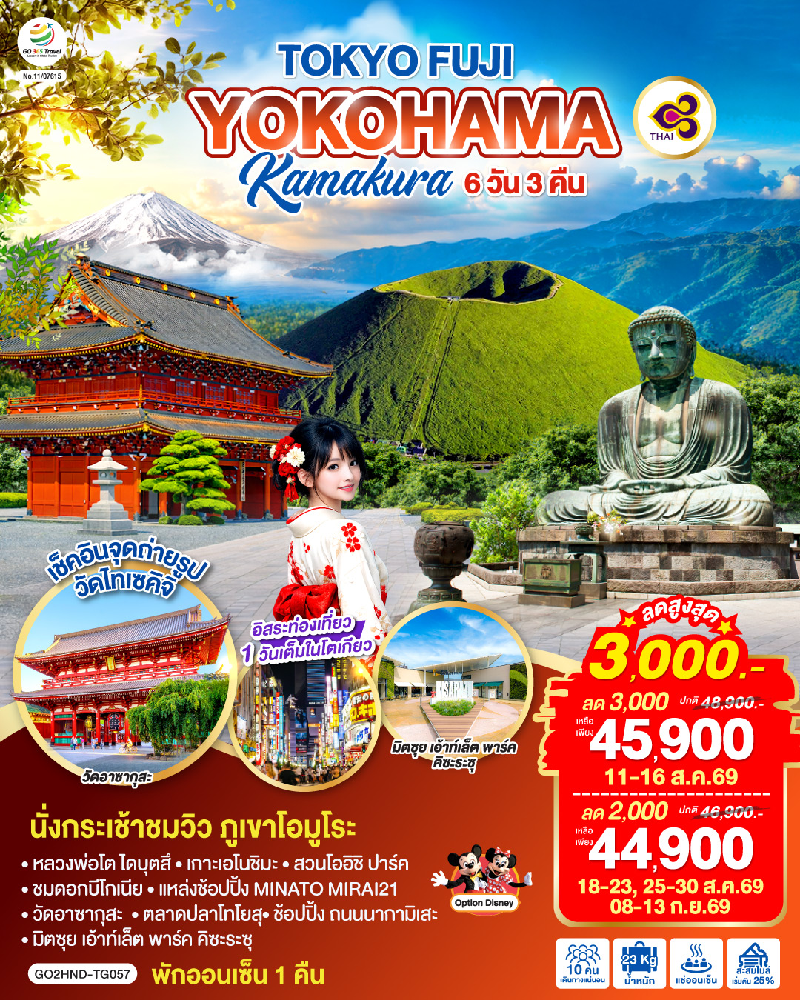 GO 365 Travel
Leaders in Global Tourism
No.11/07615
TOKYO FUJI
YOKOHAMA
Kamakura 6 วัน 3 คืน
THAI
เช็คอินจุดถ่ายรูป
วัดไทเซคิจิ
วัดอาซากุสะ
อิสระท่องเที่ยว
1 วันเต็มในโตเกียว
KISARAZU
มิตซุย เอ้าท์เล็ต พาร์ค
คิซะระซุ
ลดสูงสุด
3,000.-
ลด 3,000 ปกติ 48,900.-
เหลือเพียง 45,900
11-16 ส.ค.69
ลด 2,000 ปกติ 46,900.-
เหลือเพียง 44,900
18-23, 25-30 ส.ค.69
08-13 ก.ย.69
นั่งกระเช้าชมวิว ภูเขาโอมูโระ
• หลวงพ่อโต ไดบุตสึ • เกาะเอโนชิมะ • สวนโออิชิ ปาร์ค
• ชมดอกบีโกเนีย • แหล่งช้อปปิ้ง MINATO MIRAI21
• วัดอาซากุสะ • ตลาดปลาโทโยสุ• ช้อปปิ้ง ถนนนากามิเสะ
• มิตซุย เอ้าท์เล็ต พาร์ค คิซะระซุ
Option Disney
GO2HND-TG057 พักออนเซ็น 1 คืน
10 คน
เดินทางแน่นอน
23 Kg
น้ำหนัก
แช่ออนเซ็น
สะสมไมล์
เริ่มต้น 25%